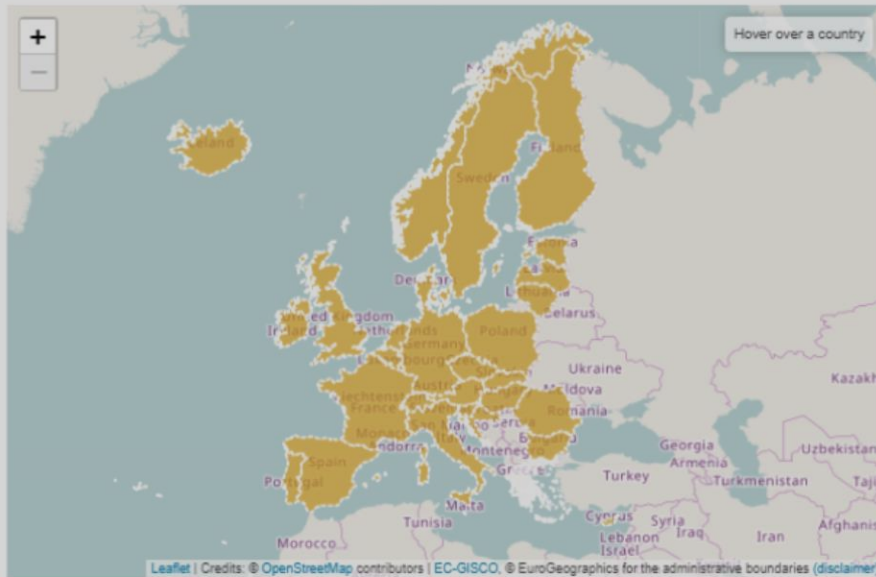 +
Hover over a country
−
Iceland
Finland
Sweden
Estonia
Latvia
Denmark
Lithuania
Belarus
United Kingdom
Ireland
Netherlands
Poland
Germany
Luxembourg
Ukraine
Moldova
Kazakh
Liechtenstein
France
Romania
San
Monaco
Italy
Andorra
Montenegro
Georgia
Armenia
Uzbekistan
Spain
Turkey
Turkmenistan
Taji
Portugal
Malta
Cyprus
Syria
Tunisia
Iraq
Iran
Afghanis
Lebanon
Israel
Morocco
Leaflet | Credits: © OpenStreetMap contributors | EC-GISCO, © EuroGeographics for the administrative boundaries (disclaimer